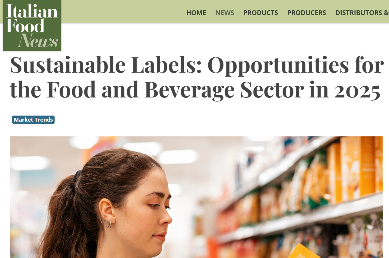 Italian
Food
News
HOME NEWS PRODUCTS PRODUCERS DISTRIBUTORS &
Sustainable Labels: Opportunities for
the Food and Beverage Sector in 2025
Market Trends